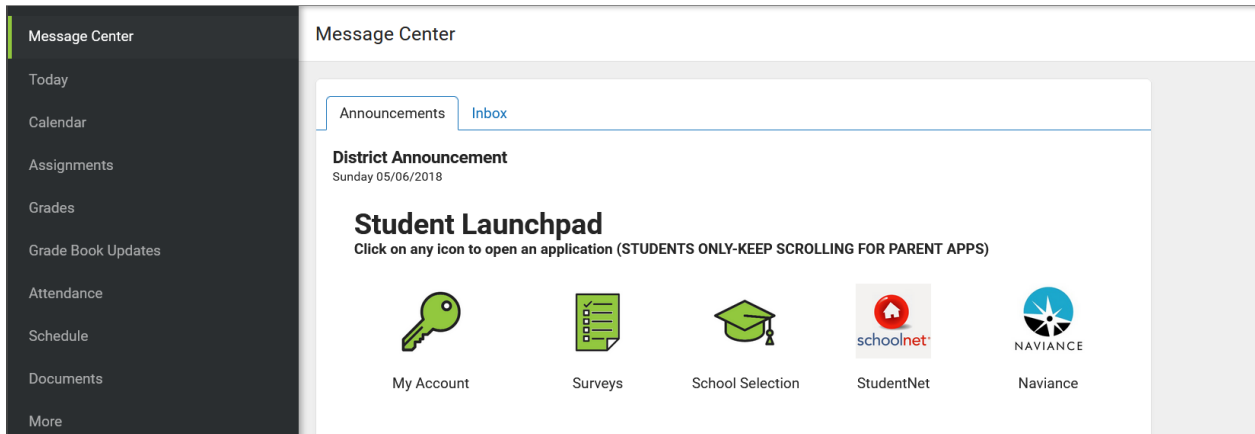 Message Center
Today
Calendar
Assignments
Grades
Grade Book Updates
Attendance
Schedule
Documents
More
Message Center
Announcements Inbox
District Announcement
Sunday 05/06/2018
Student Launchpad
Click on any icon to open an application (STUDENTS ONLY-KEEP SCROLLING FOR PARENT APPS)
schoolnet
NAVIANCE
My Account Surveys School Selection StudentNet Naviance